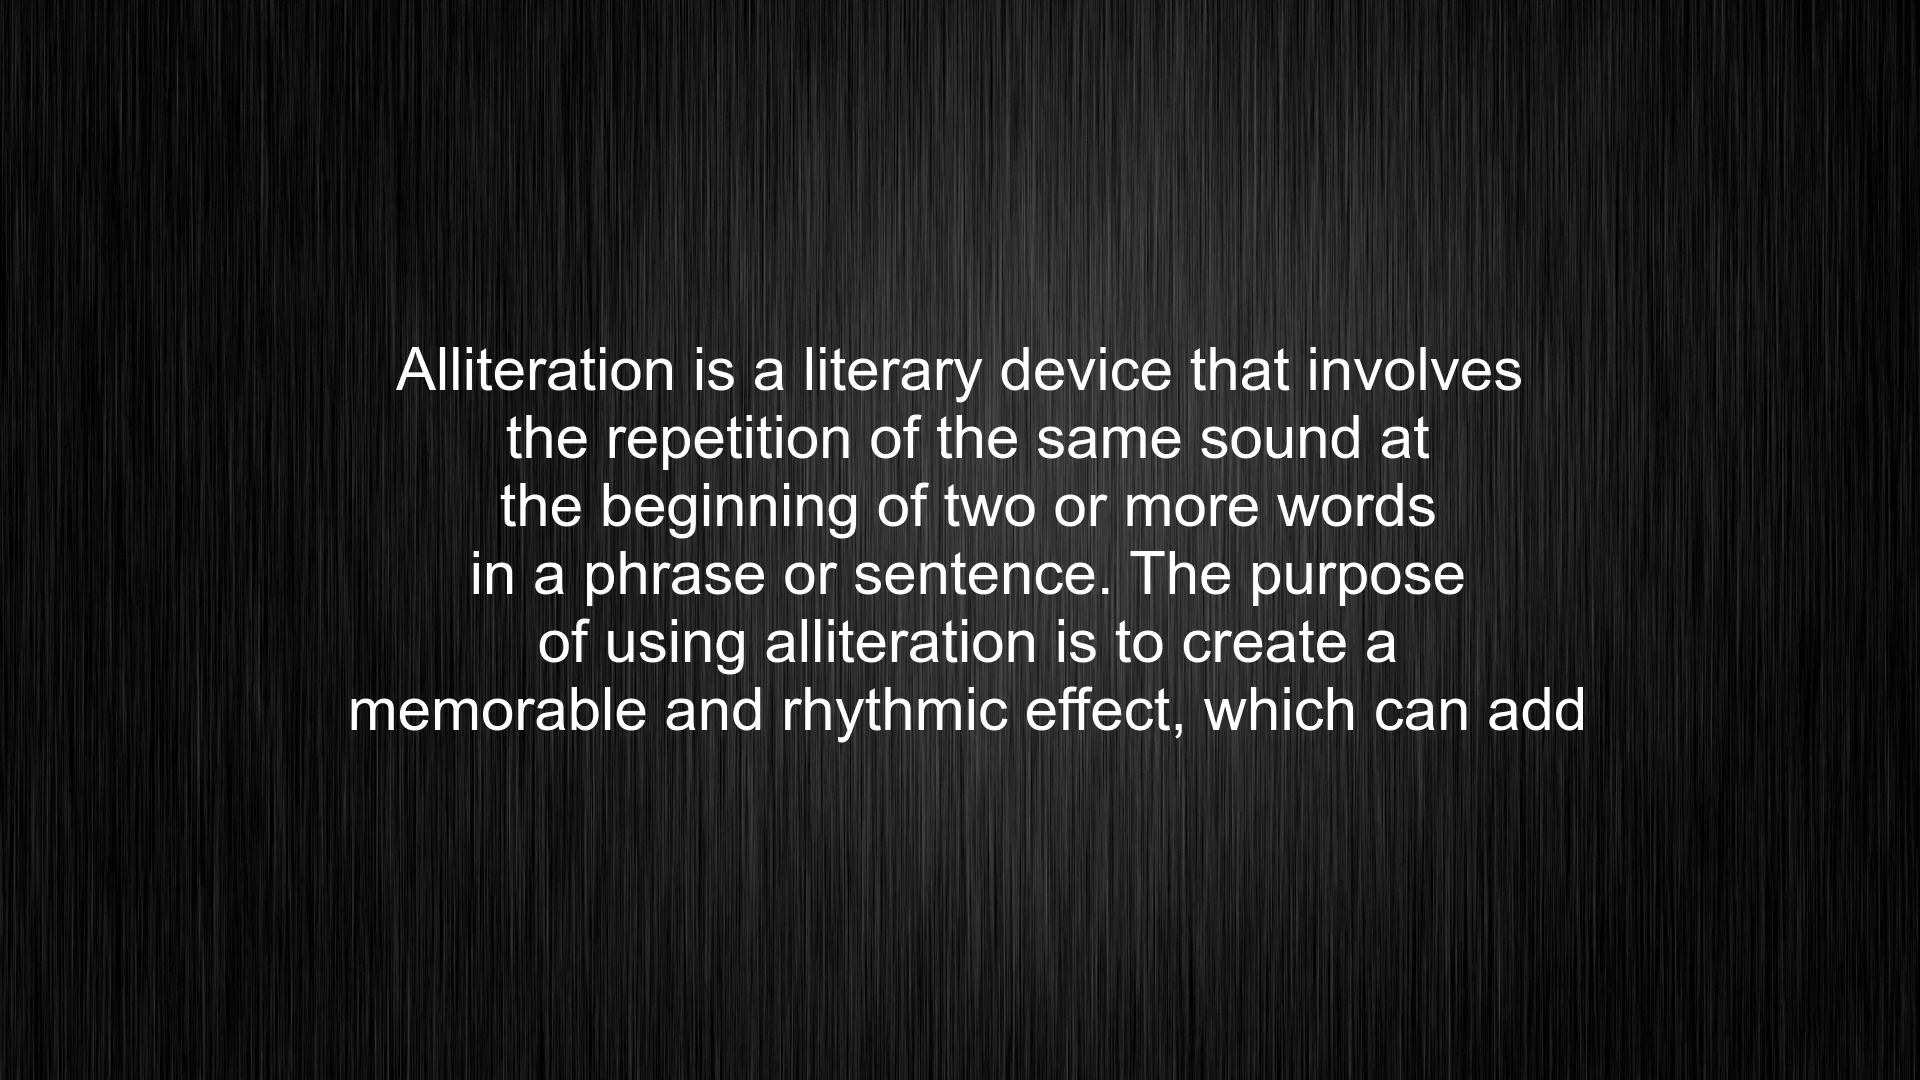 Alliteration is a literary device that involves
the repetition of the same sound at
the beginning of two or more words
in a phrase or sentence. The purpose
of using alliteration is to create a
memorable and rhythmic effect, which can add